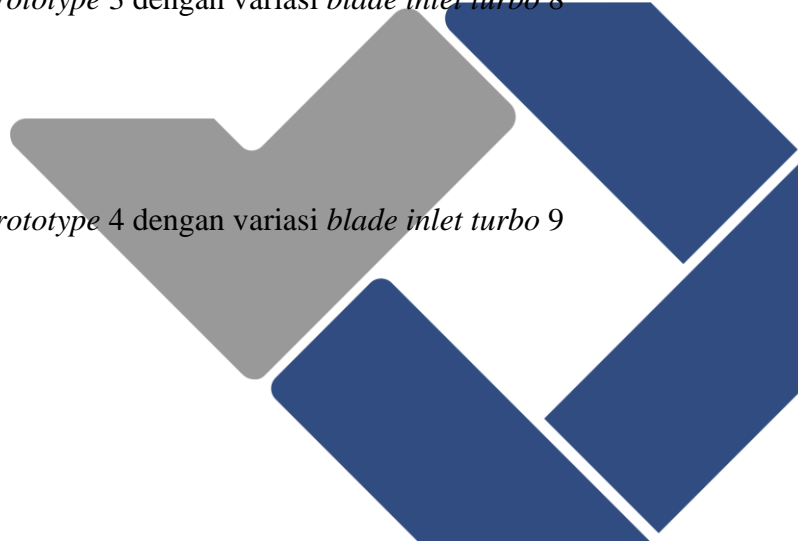 rototype 3 dengan variasi blade inlet turbo 8
rototype 4 dengan variasi blade inlet turbo 9